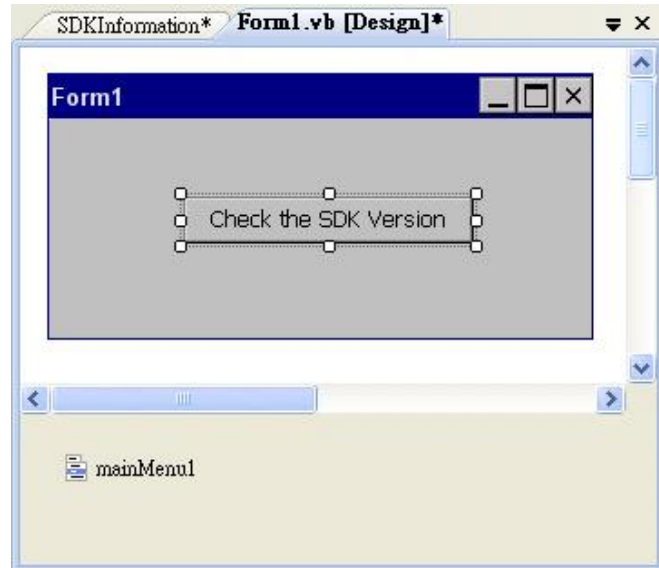 SDKInformation* Form1.vb [Design]*
Form1
Check the SDK Version
mainMenu1